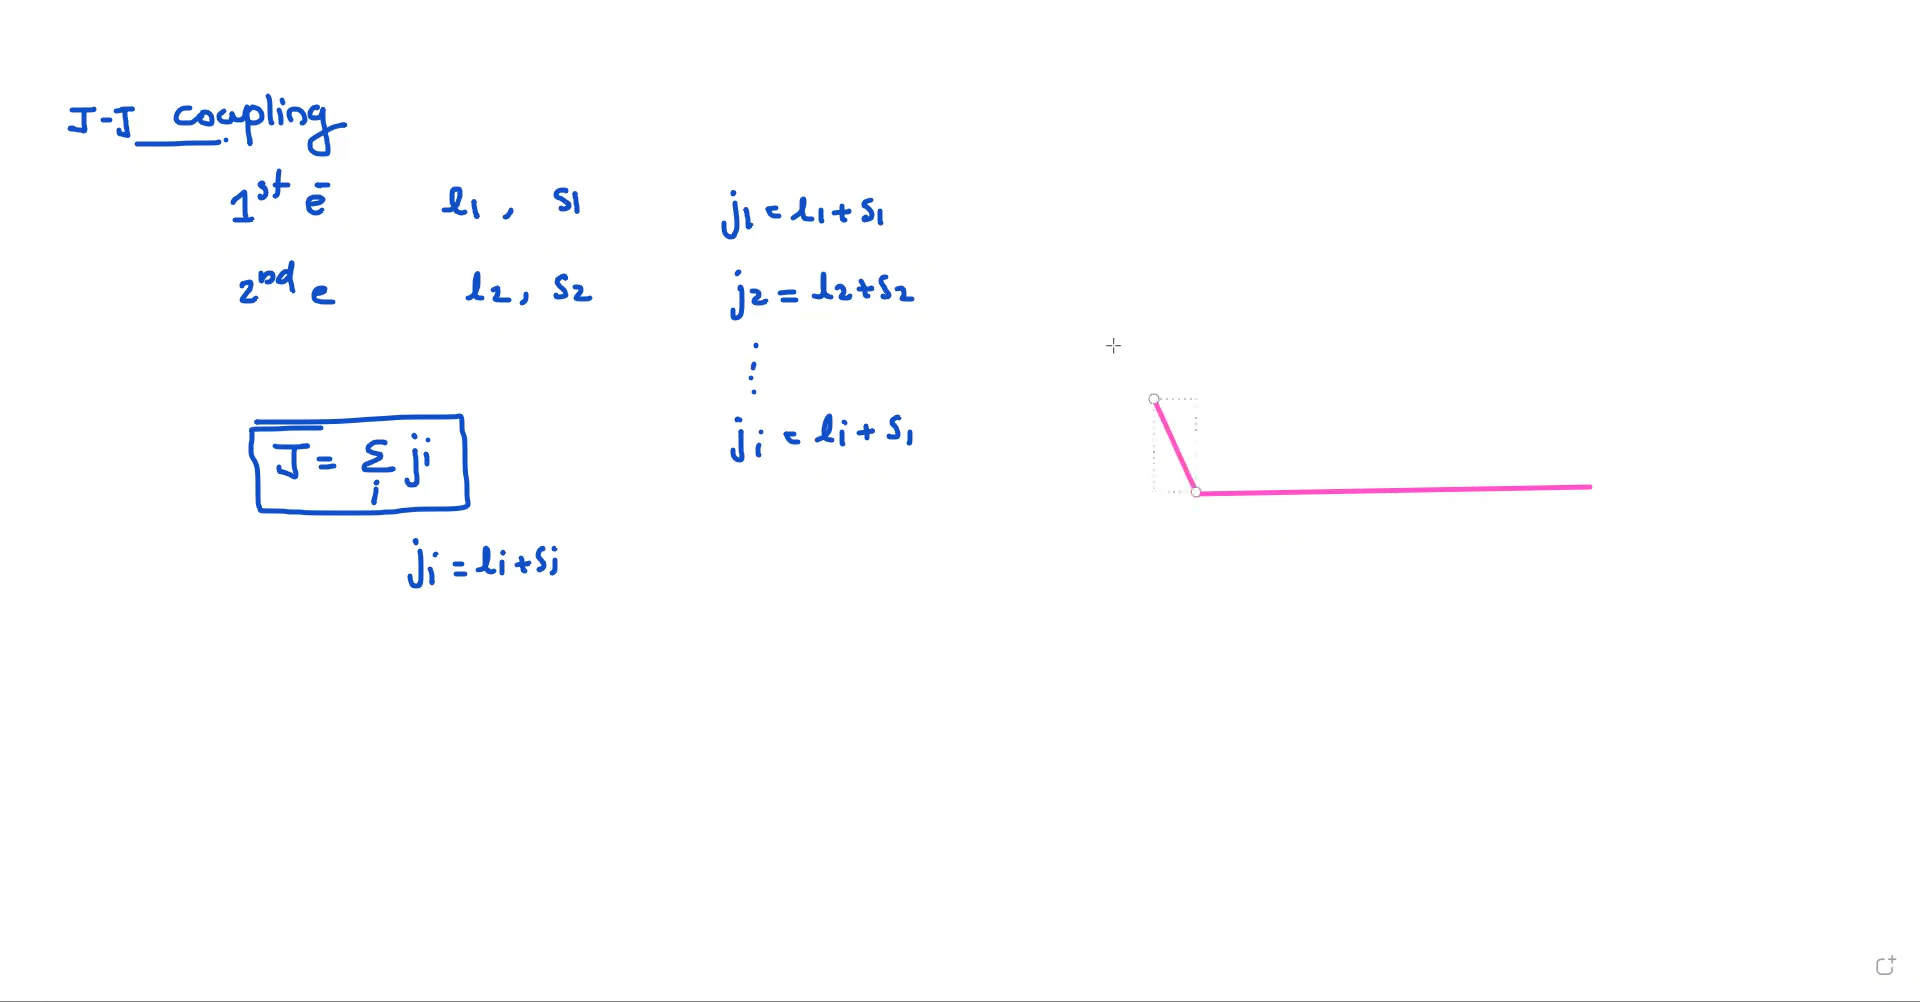 J-J coupling
1st e̅ l1 , s1 j1 = l1+s1
2nd e l2, s2 j2 = l2+s2
⋮
J = Σ ji ji = li + s1
i
ji = li+si